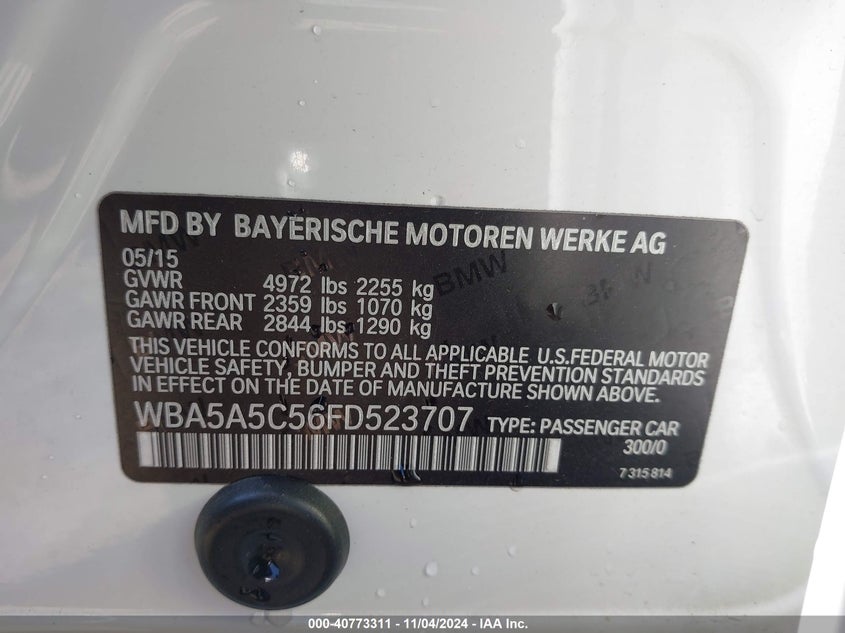 MFD BY BAYERISCHE MOTOREN WERKE AG
05/15
GVWR 4972 lbs 2255 kg
GAWR FRONT 2359 lbs 1070 kg
GAWR REAR 2844 lbs 1290 kg
THIS VEHICLE CONFORMS TO ALL APPLICABLE U.S.FEDERAL MOTOR
VEHICLE SAFETY, BUMPER AND THEFT PREVENTION STANDARDS
IN EFFECT ON THE DATE OF MANUFACTURE SHOWN ABOVE.
WBA5A5C56FD523707 TYPE: PASSENGER CAR
300/0
7 315 814
BMW
000-40773311 - 11/04/2024 - IAA Inc.